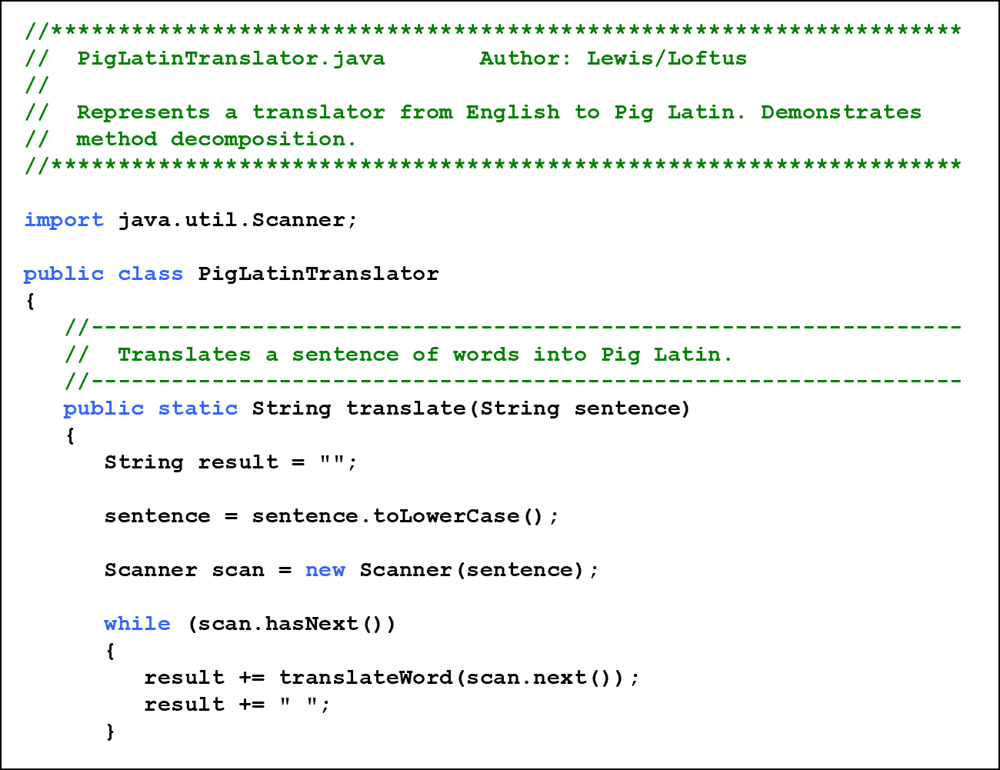 //********************************************************************
//  PigLatinTranslator.java       Author: Lewis/Loftus
//
//  Represents a translator from English to Pig Latin. Demonstrates
//  method decomposition.
//********************************************************************

import java.util.Scanner;

public class PigLatinTranslator
{
   //-----------------------------------------------------------------
   //  Translates a sentence of words into Pig Latin.
   //-----------------------------------------------------------------
   public static String translate(String sentence)
   {
      String result = "";

      sentence = sentence.toLowerCase();

      Scanner scan = new Scanner(sentence);

      while (scan.hasNext())
      {
         result += translateWord(scan.next());
         result += " ";
      }